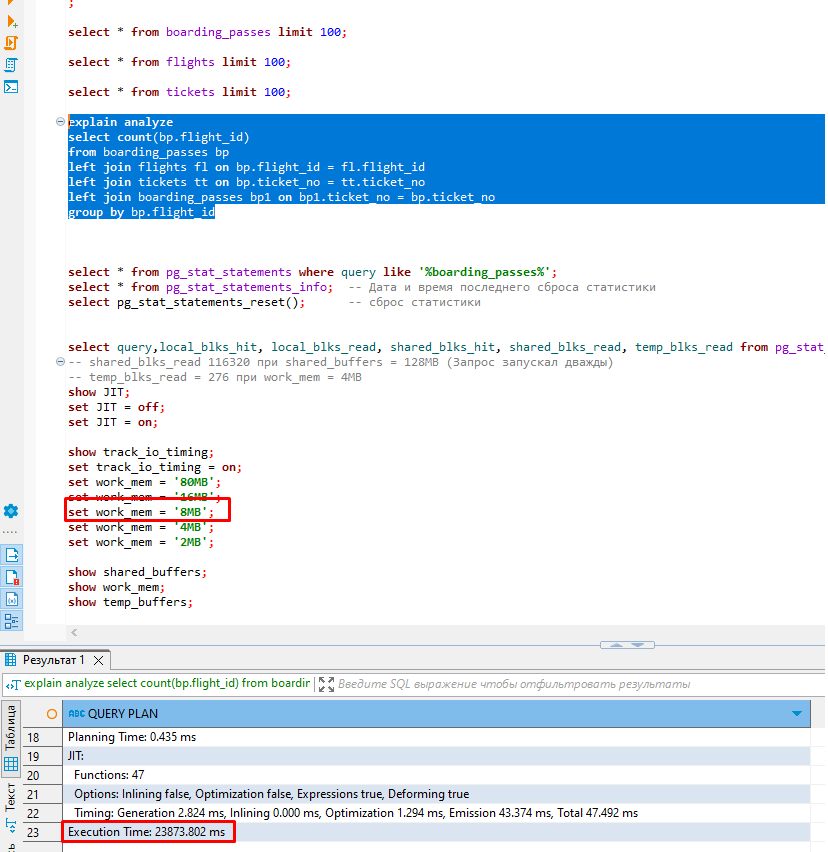 ;
select * from boarding_passes limit 100;
select * from flights limit 100;
select * from tickets limit 100;
explain analyze
select count(bp.flight_id)
from boarding_passes bp
left join flights fl on bp.flight_id = fl.flight_id
left join tickets tt on bp.ticket_no = tt.ticket_no
left join boarding_passes bp1 on bp1.ticket_no = bp.ticket_no
group by bp.flight_id
select * from pg_stat_statements where query like '%boarding_passes%';
select * from pg_stat_statements_info;  -- Дата и время последнего сброса статистики
select pg_stat_statements_reset();      -- сброс статистики
select query,local_blks_hit, local_blks_read, shared_blks_hit, shared_blks_read, temp_blks_read from pg_stat_
-- shared_blks_read 116320 при shared_buffers = 128MB (Запрос запускал дважды)
-- temp_blks_read = 276 при work_mem = 4MB
show JIT;
set JIT = off;
set JIT = on;
show track_io_timing;
set track_io_timing = on;
set work_mem = '80MB';
set work_mem = '16MB';
set work_mem = '8MB';
set work_mem = '4MB';
set work_mem = '2MB';
show shared_buffers;
show work_mem;
show temp_buffers;
Результат 1
explain analyze select count(bp.flight_id) from boardin
Введите SQL выражение чтобы отфильтровать результаты
Таблица
Текст
ABC QUERY PLAN
18 Planning Time: 0.435 ms
19 JIT:
20 Functions: 47
21 Options: Inlining false, Optimization false, Expressions true, Deforming true
22 Timing: Generation 2.824 ms, Inlining 0.000 ms, Optimization 1.294 ms, Emission 43.374 ms, Total 47.492 ms
23 Execution Time: 23873.802 ms